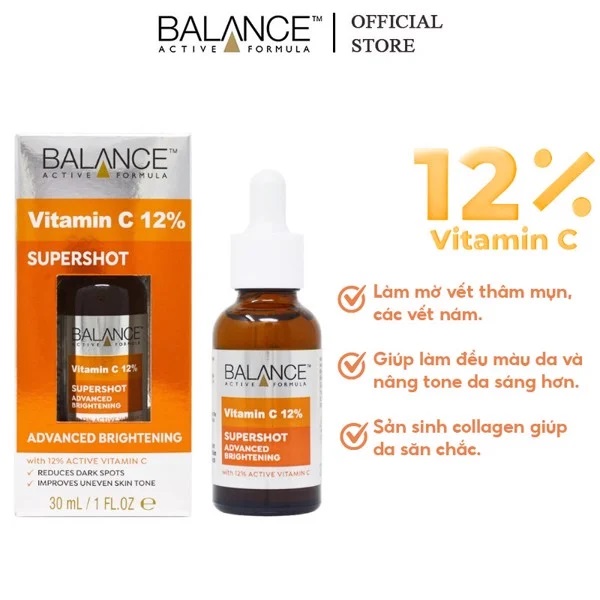 BALANCE™
ACTIVE FORMULA
OFFICIAL
STORE
BALANCE™
ACTIVE FORMULA
Vitamin C 12%
SUPERSHOT
BALANCE™
ACTIVE FORMULA
Vitamin C 12%
SUPERSHOT
ADVANCED
BRIGHTENING
ADVANCED BRIGHTENING
with 12% ACTIVE VITAMIN C
✓ REDUCES DARK SPOTS
✓ IMPROVES UNEVEN SKIN TONE
30 mL / 1 FL.OZ ℮
BALANCE™
ACTIVE FORMULA
Vitamin C 12%
SUPERSHOT
ADVANCED
BRIGHTENING
with 12% ACTIVE VITAMIN C
12%
Vitamin C
Làm mờ vết thâm mụn,
các vết nám.
Giúp làm đều màu da và
nâng tone da sáng hơn.
Sản sinh collagen giúp
da săn chắc.